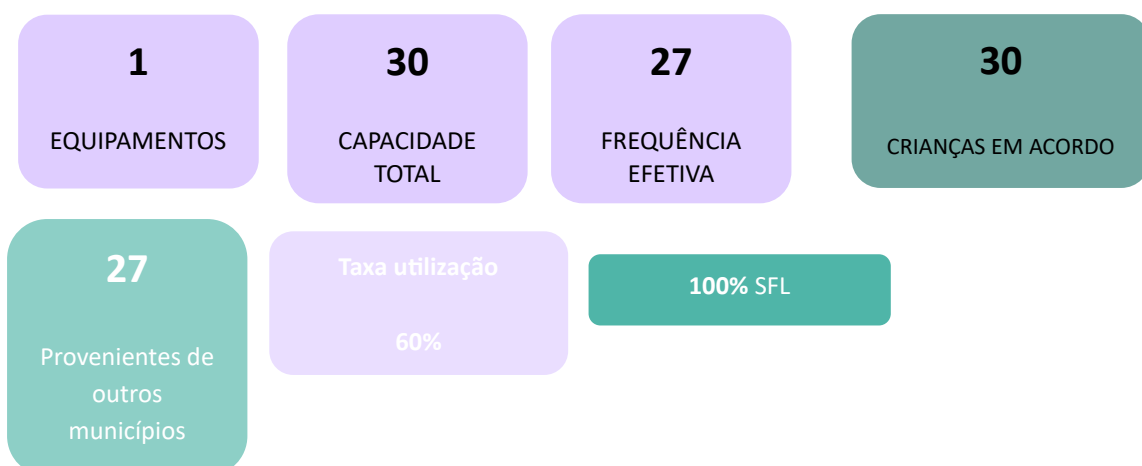 1
EQUIPAMENTOS
30
CAPACIDADE
TOTAL
27
FREQUÊNCIA
EFETIVA
30
CRIANÇAS EM ACORDO
27
Provenientes de
outros
municípios
Taxa utilização
60%
100% SFL